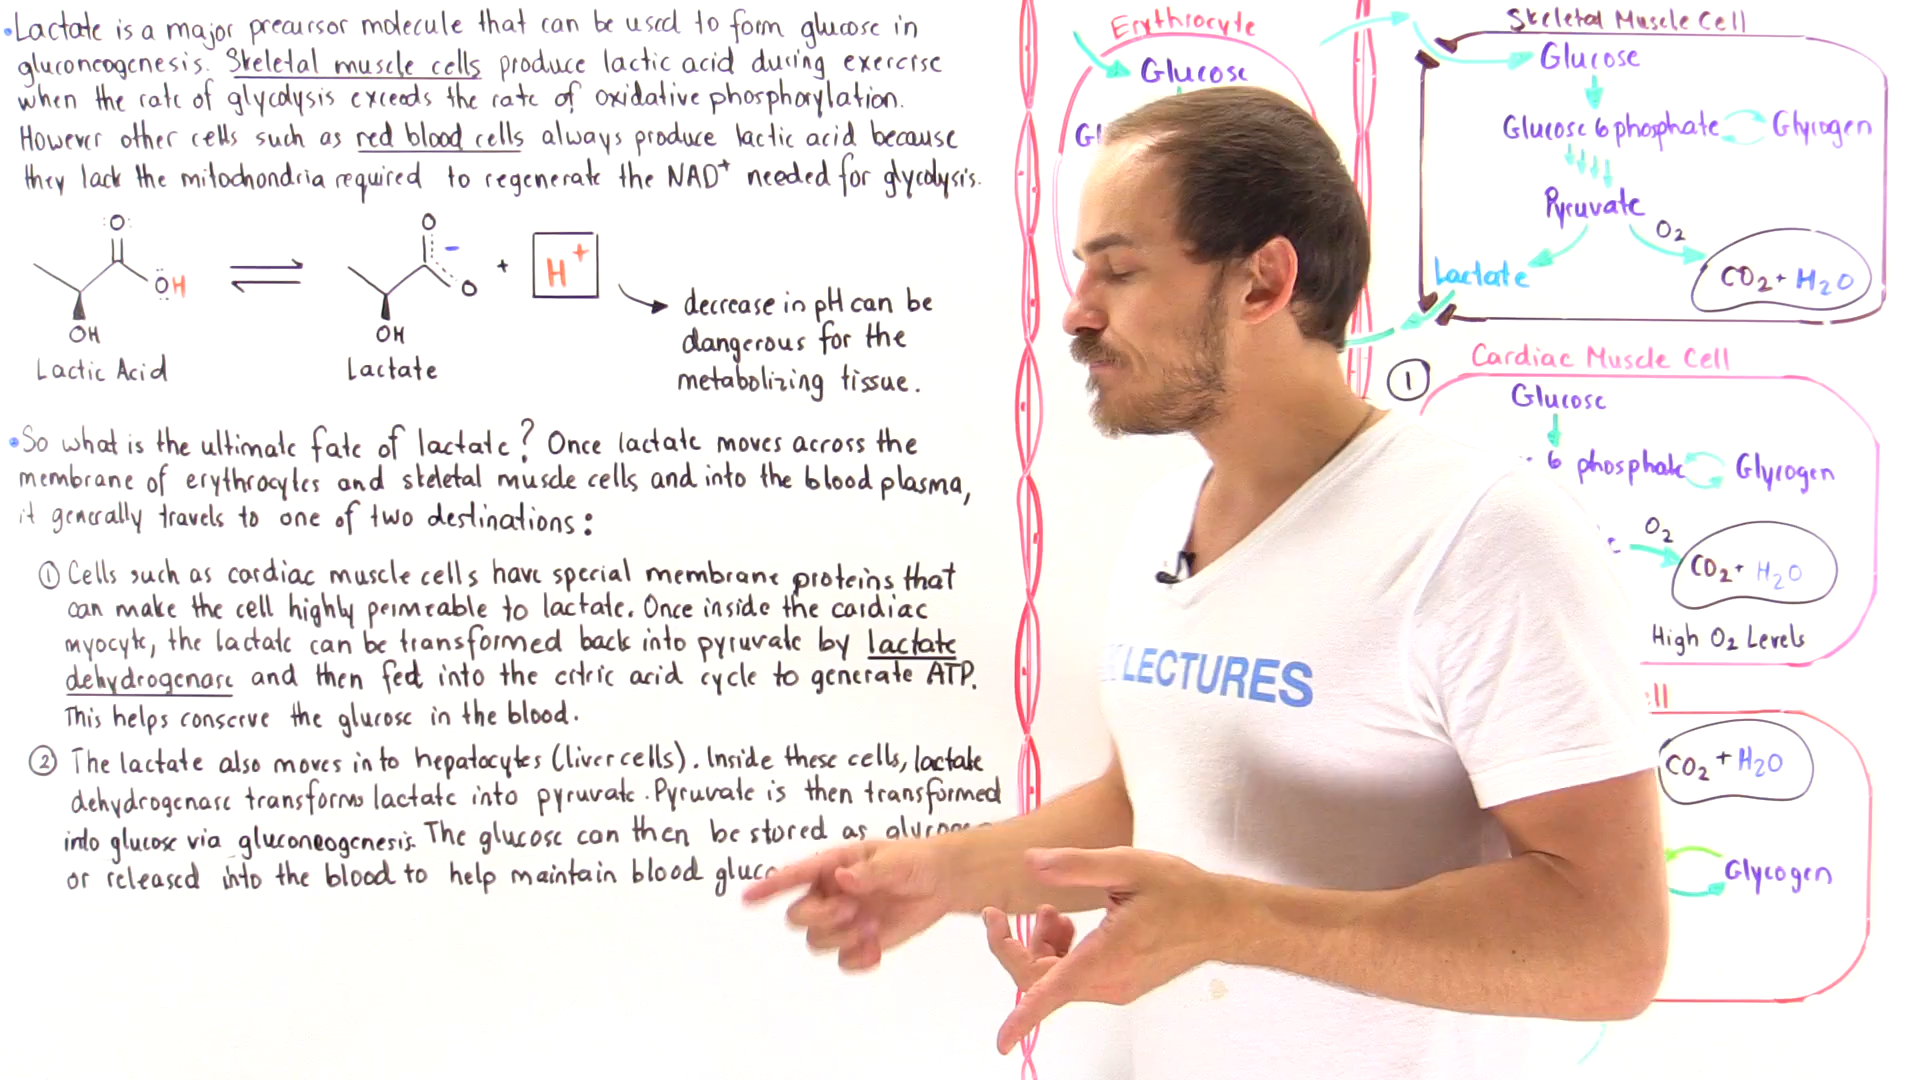 •Lactate is a major precursor molecule that can be used to form glucose in
gluconeogenesis. Skeletal muscle cells produce lactic acid during exercise
when the rate of glycolysis exceeds the rate of oxidative phosphorylation.
However other cells such as red blood cells always produce lactic acid because
they lack the mitochondria required to regenerate the NAD⁺ needed for glycolysis.
O
OH
OH
Lactic Acid
O
−
O
OH
Lactate
+
H⁺
decrease in pH can be
dangerous for the
metabolizing tissue.
•So what is the ultimate fate of lactate? Once lactate moves across the
membrane of erythrocytes and skeletal muscle cells and into the blood plasma,
it generally travels to one of two destinations:
① Cells such as cardiac muscle cells have special membrane proteins that
can make the cell highly permeable to lactate. Once inside the cardiac
myocyte, the lactate can be transformed back into pyruvate by lactate
dehydrogenase and then fed into the citric acid cycle to generate ATP.
This helps conserve the glucose in the blood.
② The lactate also moves into hepatocytes (liver cells). Inside these cells, lactate
dehydrogenase transforms lactate into pyruvate. Pyruvate is then transformed
into glucose via gluconeogenesis. The glucose can then be stored as
or released into the blood to help maintain blood
Erythrocyte
Glucose
Gl
LECTURES
Skeletal Muscle Cell
Glucose
Glucose 6 phosphate Glycogen
Pyruvate
O₂
Lactate
CO₂ + H₂O
①
Cardiac Muscle Cell
Glucose
6 phosphate Glycogen
O₂
CO₂ + H₂O
High O₂ Levels
ll
CO₂ + H₂O
Glycogen